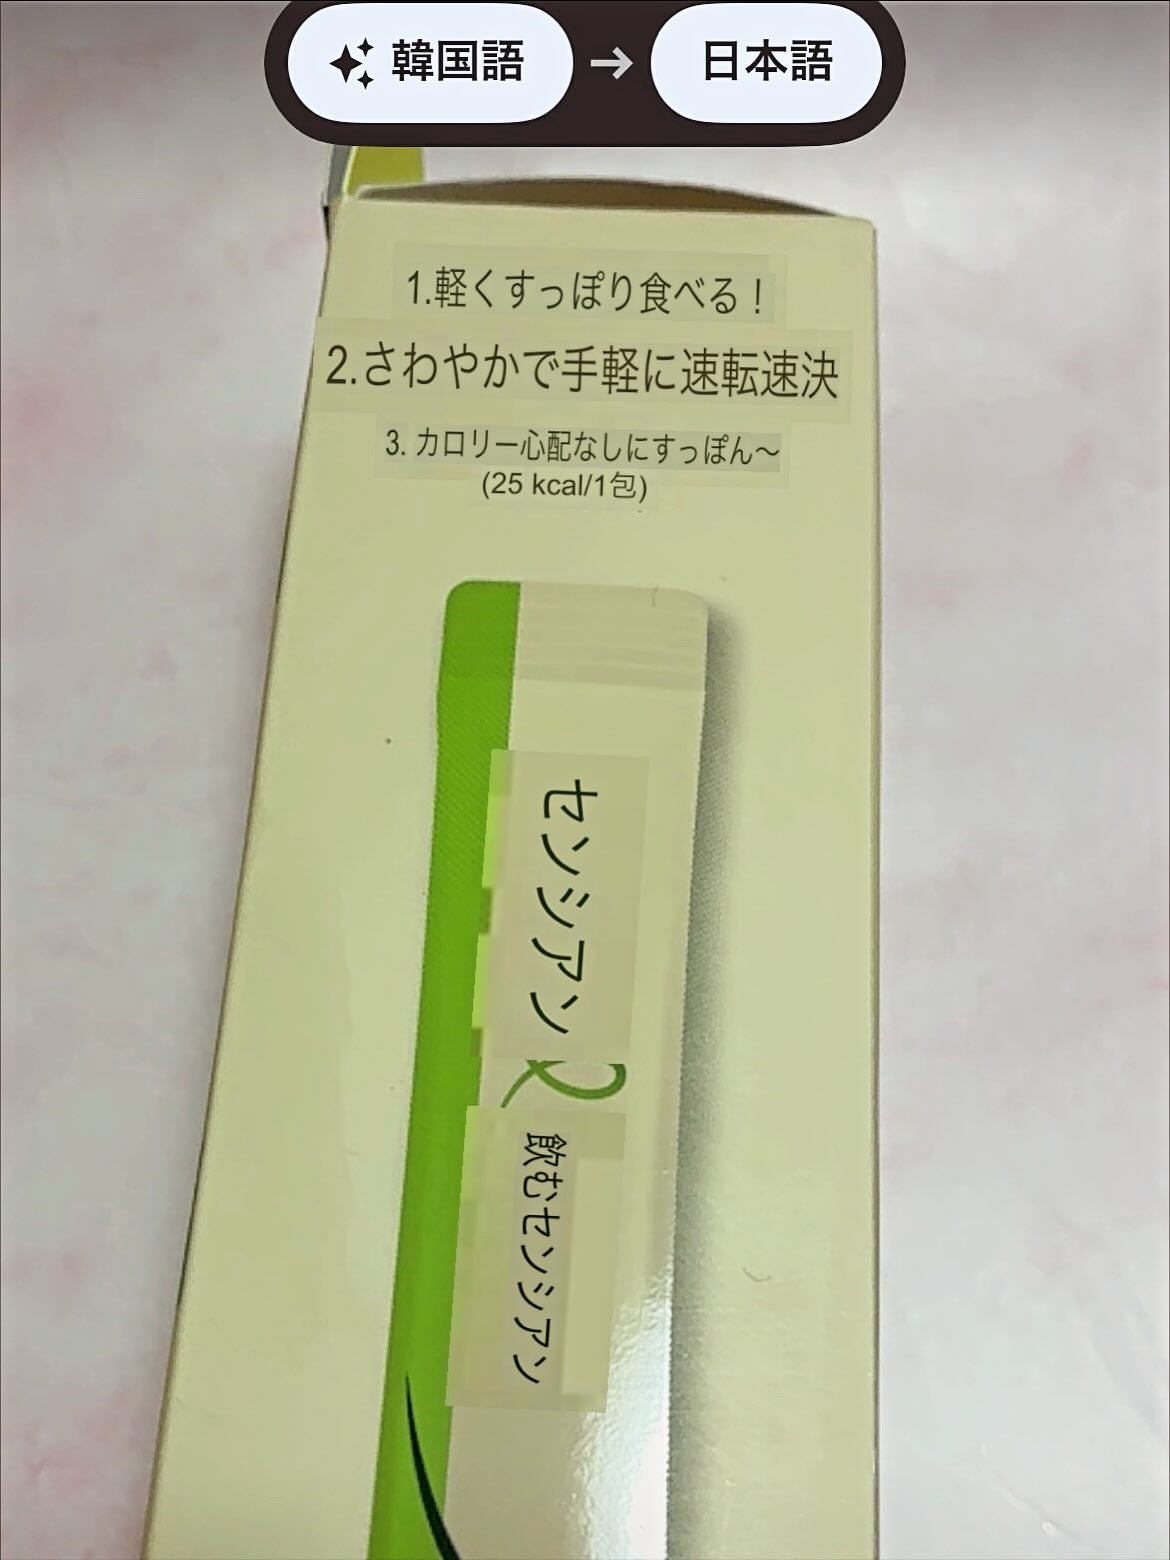 韓国語 → 日本語
1.軽くすっぽり食べる！
2.さわやかで手軽に速転速決
3. カロリー心配なしにすっぽん〜
(25 kcal/1包)
センシアン
飲むセンシアン